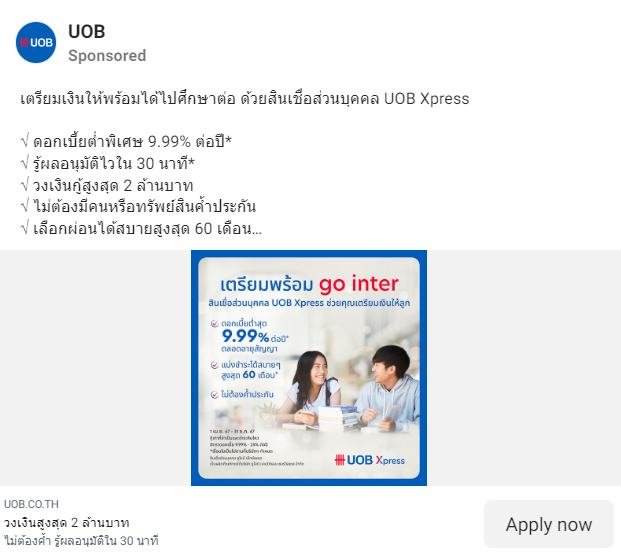 UOB
UOB
Sponsored
เตรียมเงินให้พร้อมได้ไปศึกษาต่อ ด้วยสินเชื่อส่วนบุคคล UOB Xpress
√ ดอกเบี้ยต่ำพิเศษ 9.99% ต่อปี*
√ รู้ผลอนุมัติไวใน 30 นาที*
√ วงเงินกู้สูงสุด 2 ล้านบาท
√ ไม่ต้องมีคนหรือทรัพย์สินค้ำประกัน
√ เลือกผ่อนได้สบายสูงสุด 60 เดือน...
เตรียมพร้อม go inter
สินเชื่อส่วนบุคคล UOB Xpress ช่วยคุณเตรียมเงินให้ลูก
ดอกเบี้ยต่ำสุด
9.99% ต่อปี*
ตลอดอายุสัญญา
แบ่งชำระได้สบายๆ
สูงสุด 60 เดือน*
ไม่ต้องค้ำประกัน
UOB Xpress
UOB.CO.TH
วงเงินสูงสุด 2 ล้านบาท
ไม่ต้องค้ำ รู้ผลอนุมัติใน 30 นาที
Apply now